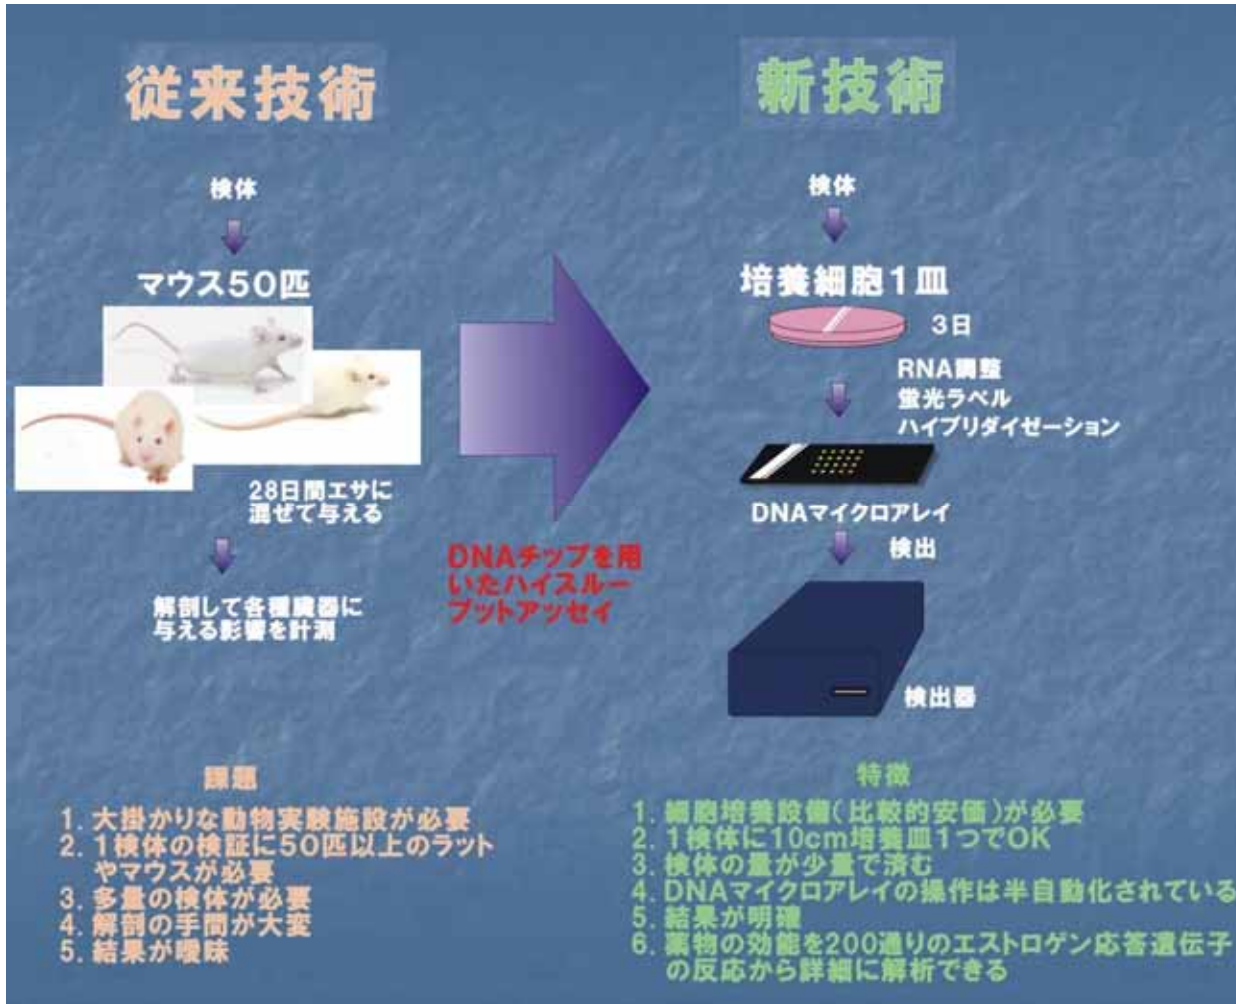 従来技術
検体
マウス50匹
28日間エサに
混ぜて与える
解剖して各種臓器に
与える影響を計測
DNAチップを用
いたハイスルー
プットアッセイ
新技術
検体
培養細胞1皿
3日
RNA調整
蛍光ラベル
ハイブリダイゼーション
DNAマイクロアレイ
検出
検出器
課題
1. 大掛かりな動物実験施設が必要
2. 1検体の検証に50匹以上のラット
やマウスが必要
3. 多量の検体が必要
4. 解剖の手間が大変
5. 結果が曖昧
特徴
1. 細胞培養設備(比較的安価)が必要
2. 1検体に10cm培養皿1つでOK
3. 検体の量が少量で済む
4. DNAマイクロアレイの操作は半自動化されている
5. 結果が明確
6. 薬物の効能を200通りのエストロゲン応答遺伝子
の反応から詳細に解析できる